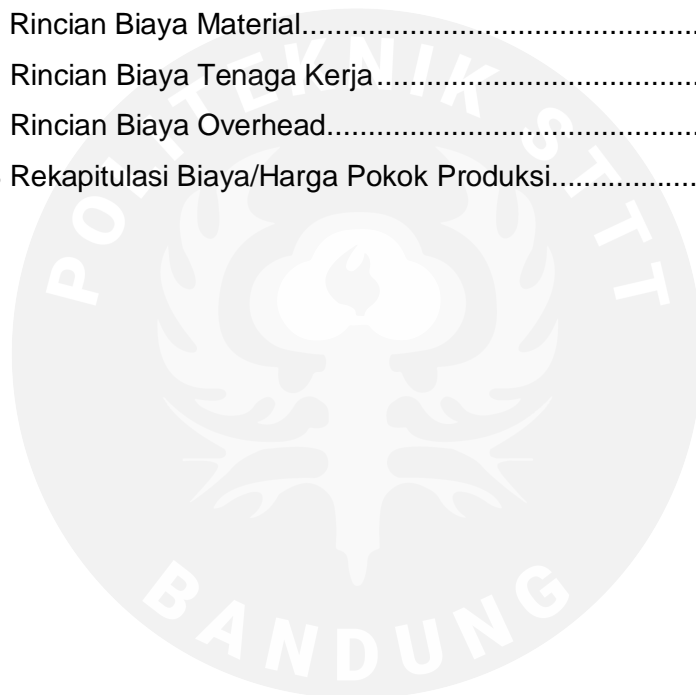 Rincian Biaya Material
Rincian Biaya Tenaga Kerja
Rincian Biaya Overhead
Rekapitulasi Biaya/Harga Pokok Produksi
POLITEKNIK STTT
BANDUNG